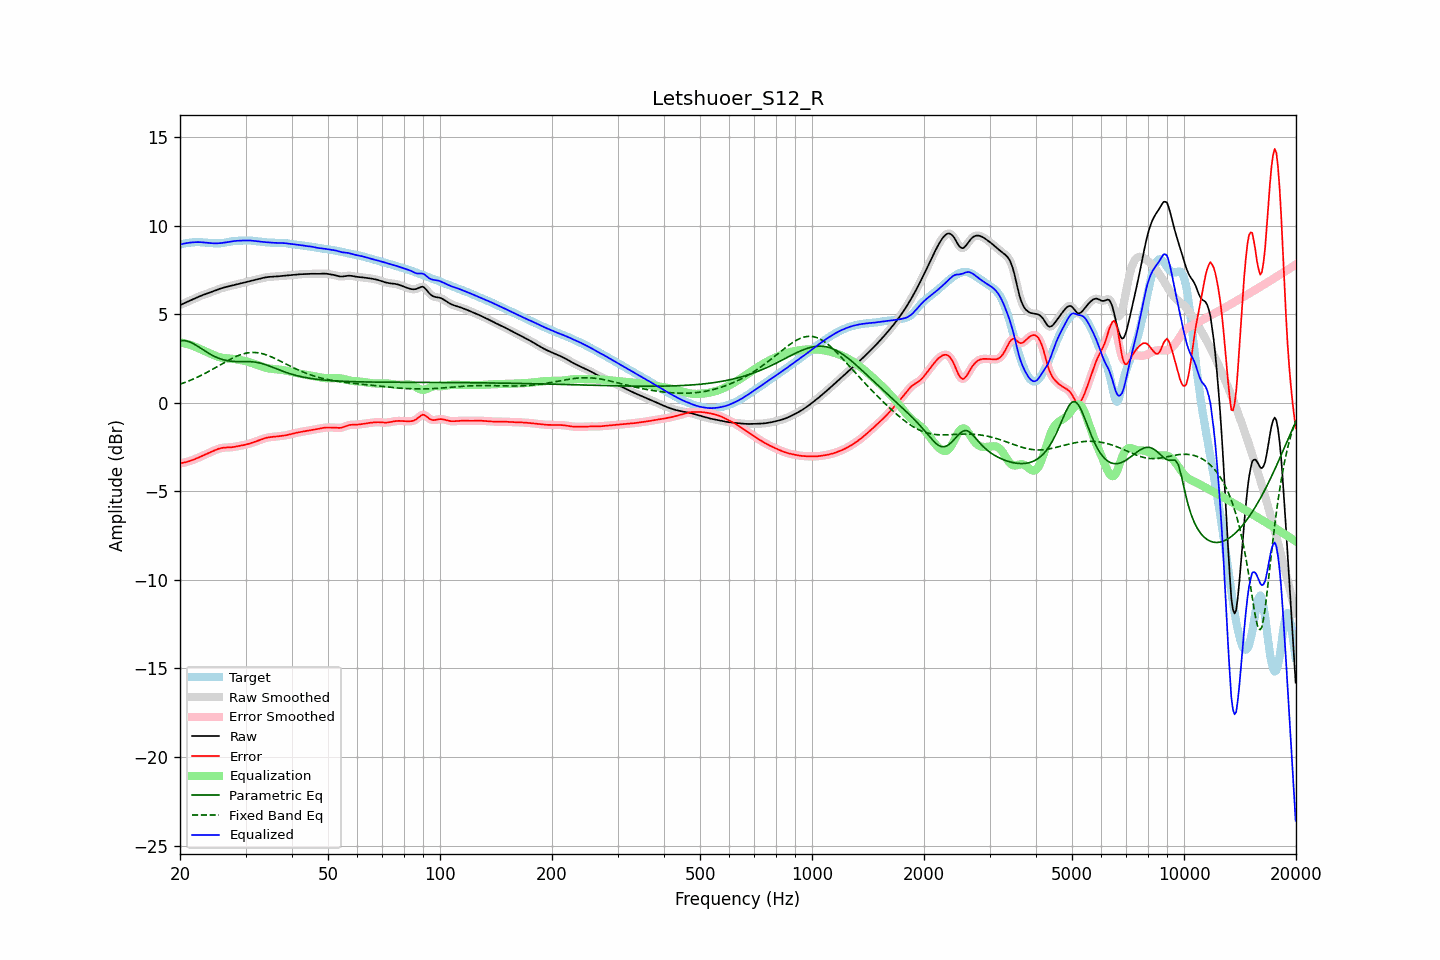 Letshuoer_S12_R
15
10
5
0
−5
−10
−15
−20
−25
Amplitude (dBr)
Target
Raw Smoothed
Error Smoothed
Raw
Error
Equalization
Parametric Eq
Fixed Band Eq
Equalized
20 50 100 200 500 1000 2000 5000 10000 20000
Frequency (Hz)